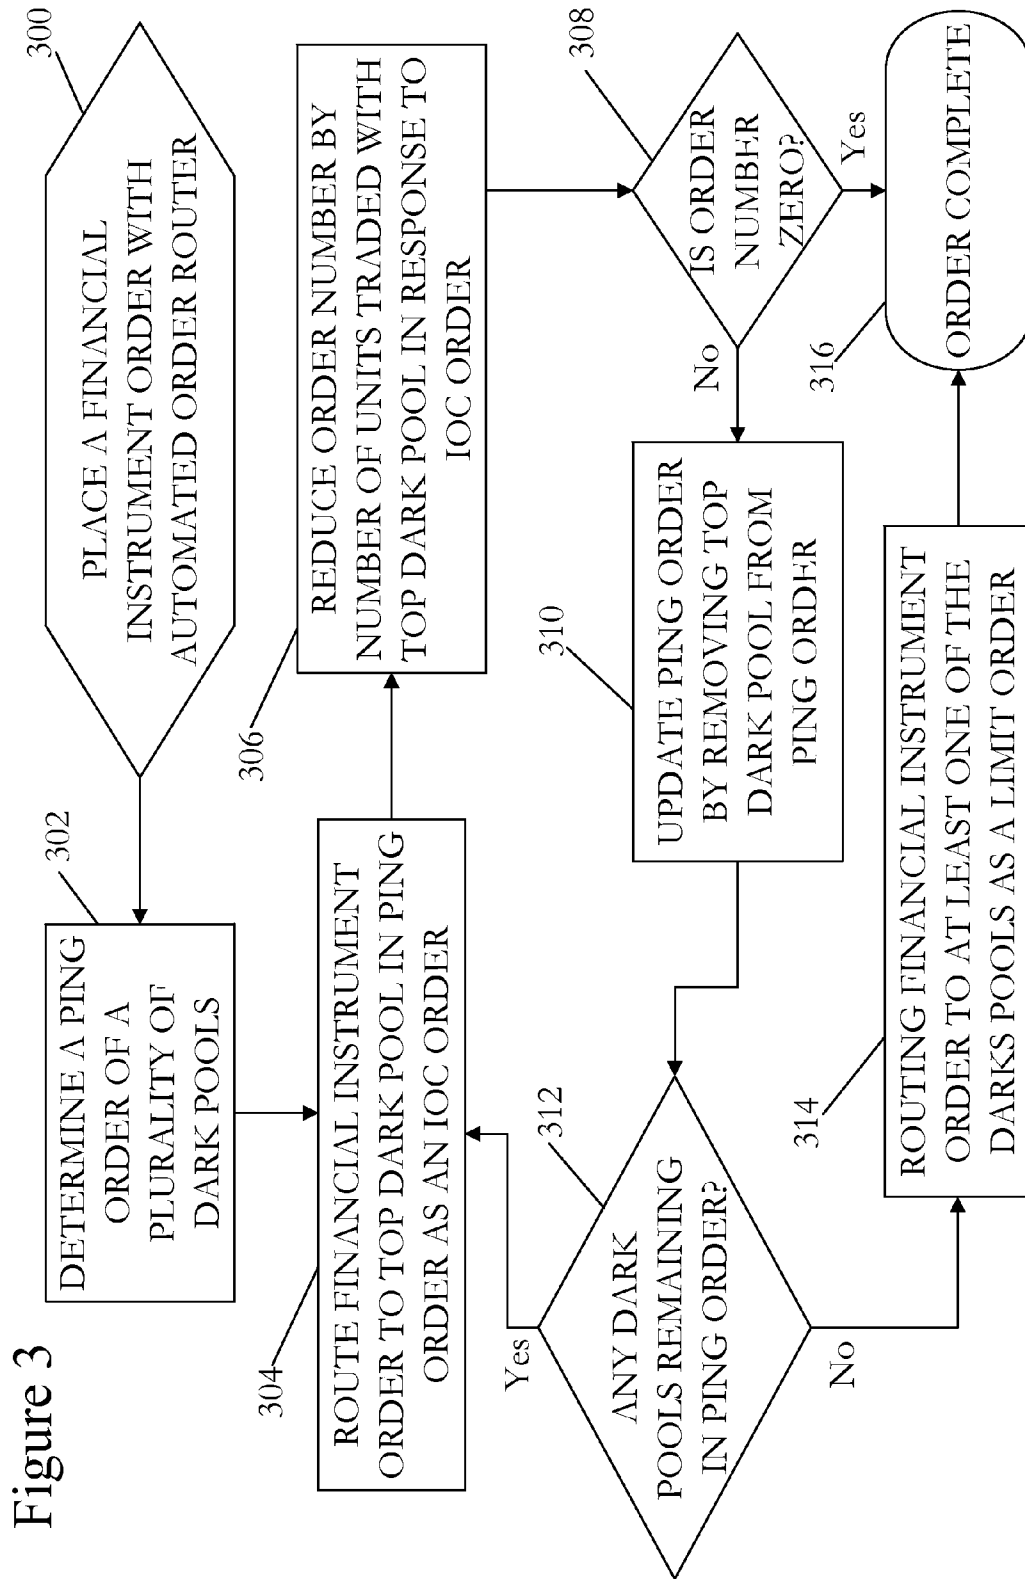 Figure 3
300
PLACE A FINANCIAL
INSTRUMENT ORDER WITH
AUTOMATED ORDER ROUTER
302
DETERMINE A PING
ORDER OF A
PLURALITY OF
DARK POOLS
304
ROUTE FINANCIAL INSTRUMENT
ORDER TO TOP DARK POOL IN PING
ORDER AS AN IOC ORDER
306
REDUCE ORDER NUMBER BY
NUMBER OF UNITS TRADED WITH
TOP DARK POOL IN RESPONSE TO
IOC ORDER
308
IS ORDER
NUMBER
ZERO?
No
Yes
310
UPDATE PING ORDER
BY REMOVING TOP
DARK POOL FROM
PING ORDER
312
ANY DARK
POOLS REMAINING
IN PING ORDER?
Yes
No
314
ROUTING FINANCIAL INSTRUMENT
ORDER TO AT LEAST ONE OF THE
DARKS POOLS AS A LIMIT ORDER
316
ORDER COMPLETE